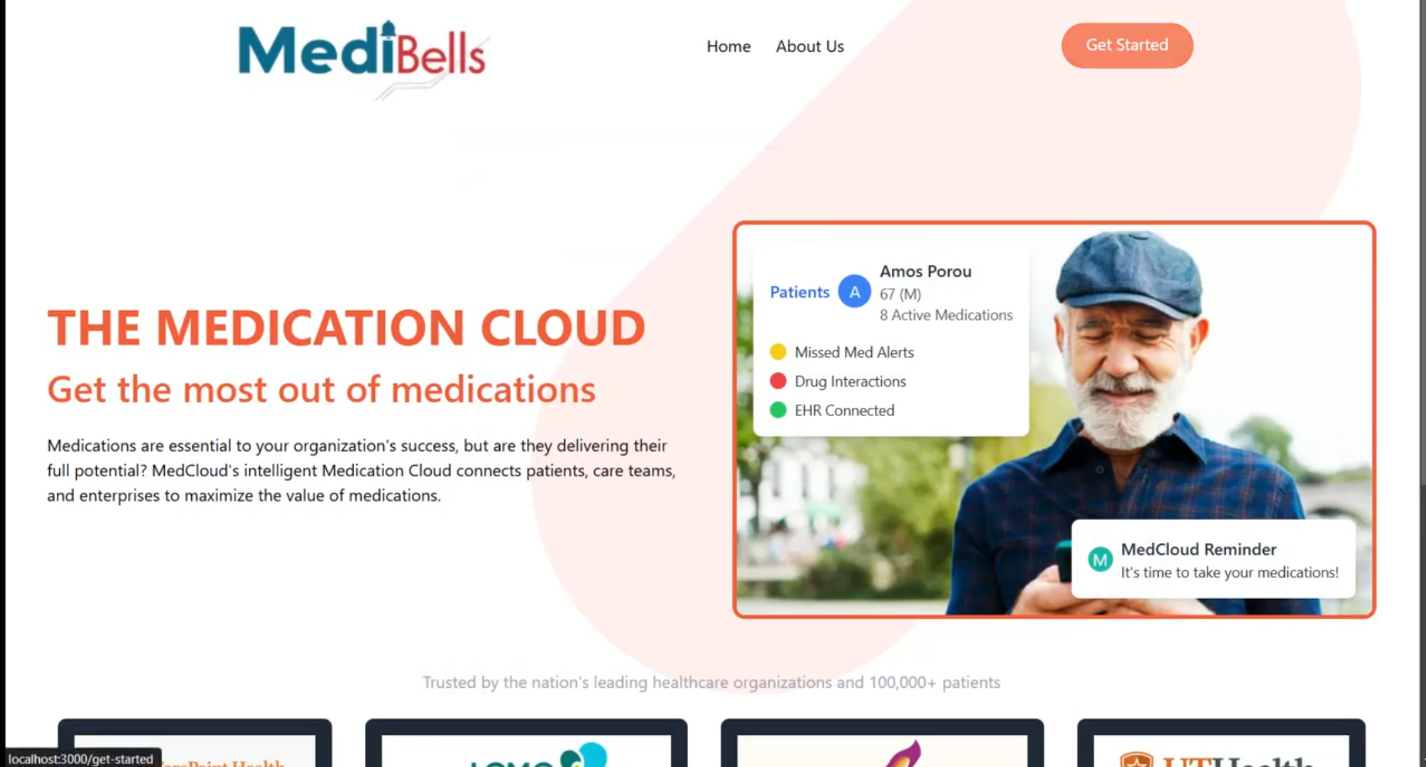 MediBells
Home
About Us
Get Started
THE MEDICATION CLOUD
Get the most out of medications
Medications are essential to your organization's success, but are they delivering their
full potential? MedCloud's intelligent Medication Cloud connects patients, care teams,
and enterprises to maximize the value of medications.
Patients
A
Amos Porou
67 (M)
8 Active Medications
Missed Med Alerts
Drug Interactions
EHR Connected
M
MedCloud Reminder
It's time to take your medications!
Trusted by the nation's leading healthcare organizations and 100,000+ patients
UTHealth
localhost:3000/get-started